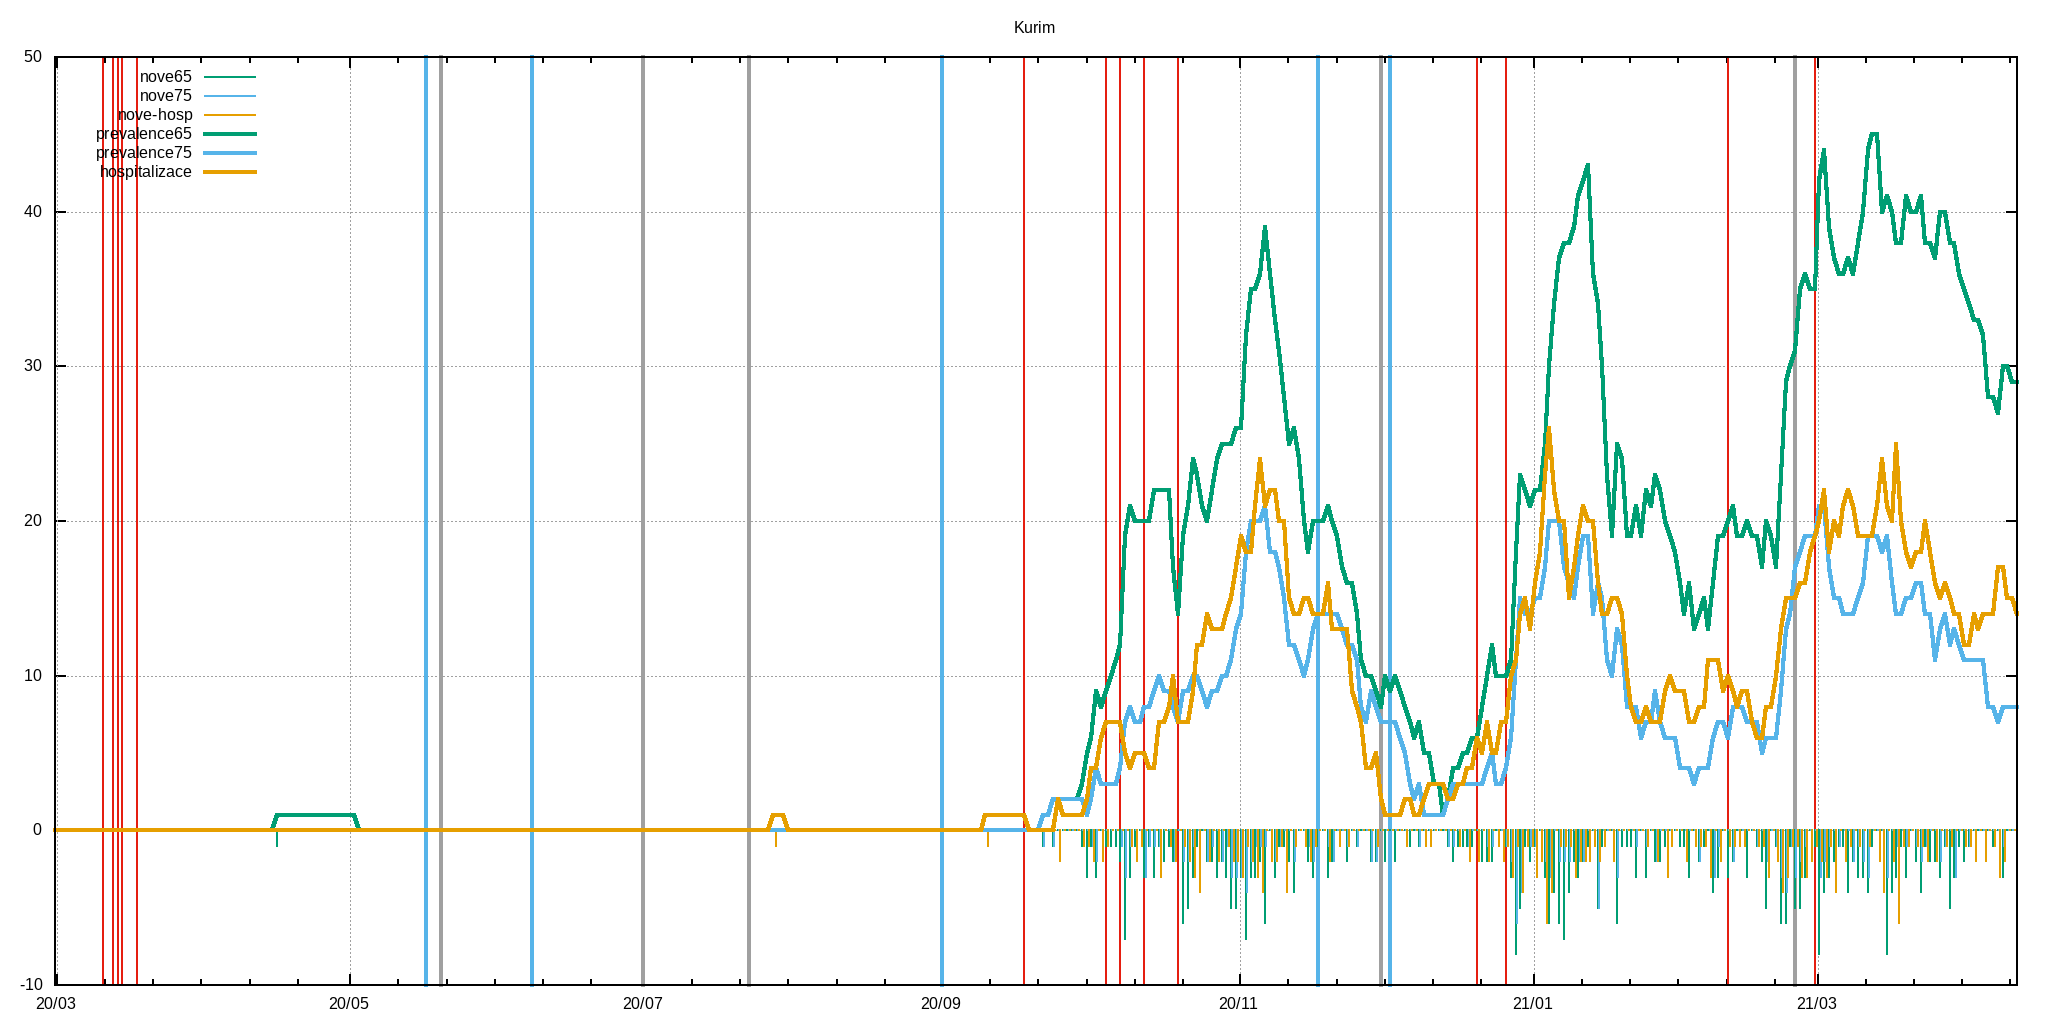 Kurim
50
nove65
nove75
nove-hosp
prevalence65
prevalence75
hospitalizace
40
30
20
10
0
-10
20/03 20/05 20/07 20/09 20/11 21/01 21/03